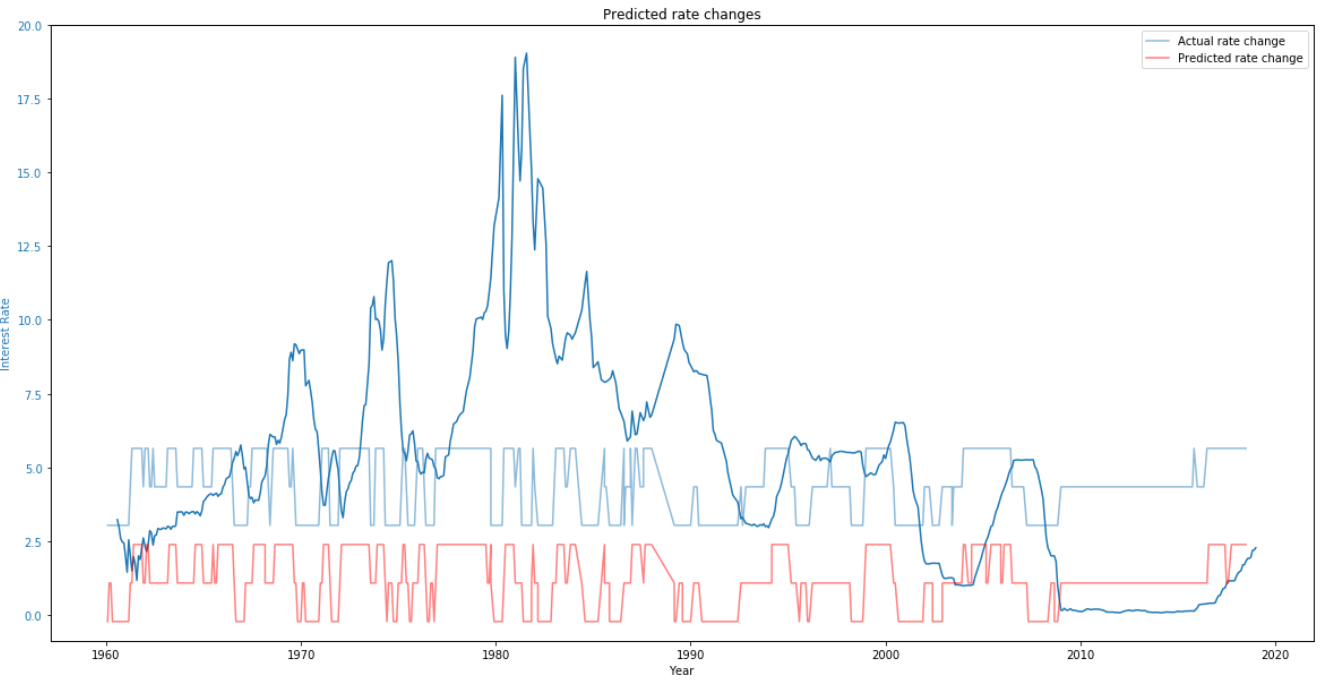 Predicted rate changes
Actual rate change
Predicted rate change
20.0
17.5
15.0
12.5
10.0
7.5
5.0
2.5
0.0
Interest Rate
1960 1970 1980 1990 2000 2010 2020
Year